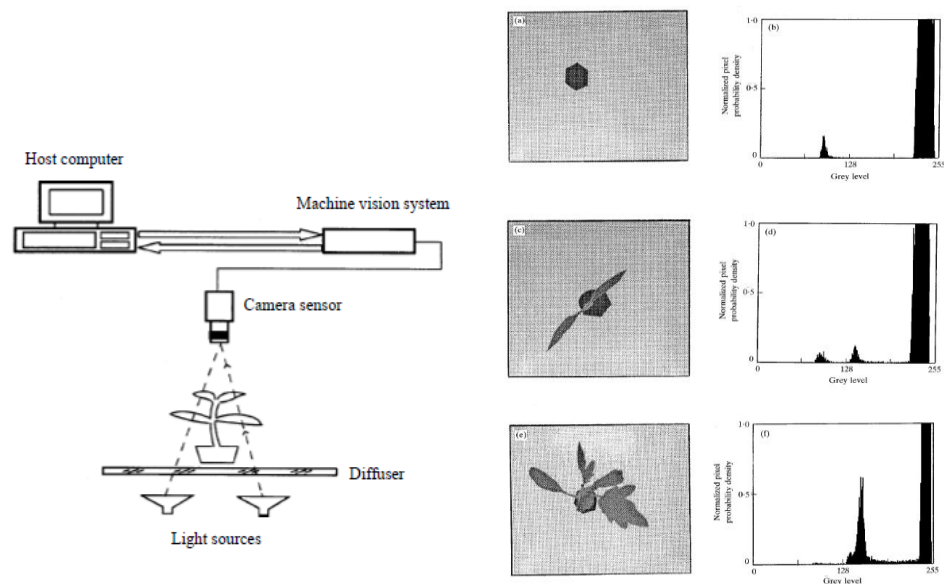 Host computer
Machine vision system
Camera sensor
Diffuser
Light sources
(a)
(b)
1·0
0·5
0
Normalized pixel
probability density
0
128
255
Grey level
(c)
(d)
1·0
0·5
0
Normalized pixel
probability density
0
128
255
Grey level
(e)
(f)
1·0
0·5
0
Normalized pixel
probability density
0
128
255
Grey level